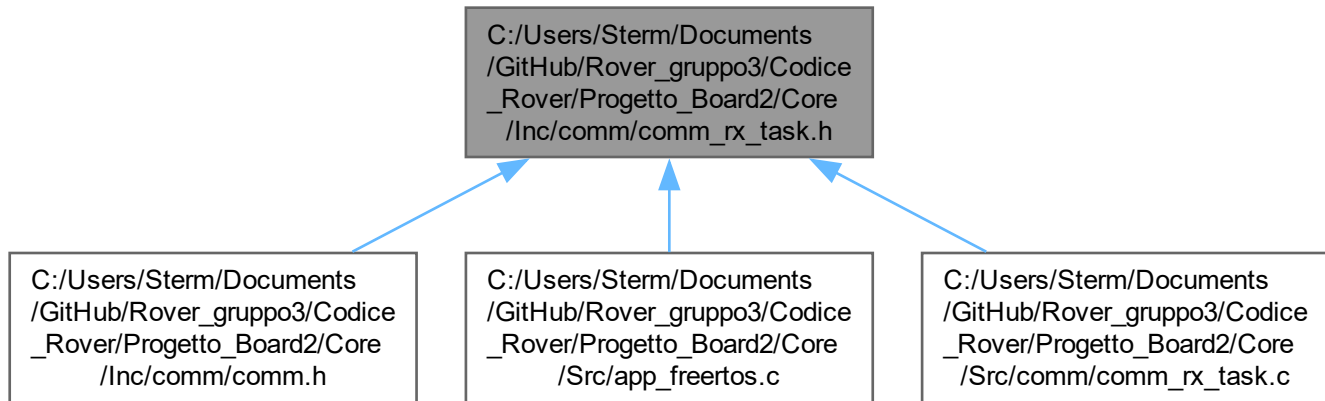 C:/Users/Sterm/Documents
/GitHub/Rover_gruppo3/Codice
_Rover/Progetto_Board2/Core
/Inc/comm/comm_rx_task.h
C:/Users/Sterm/Documents
/GitHub/Rover_gruppo3/Codice
_Rover/Progetto_Board2/Core
/Inc/comm/comm.h
C:/Users/Sterm/Documents
/GitHub/Rover_gruppo3/Codice
_Rover/Progetto_Board2/Core
/Src/app_freertos.c
C:/Users/Sterm/Documents
/GitHub/Rover_gruppo3/Codice
_Rover/Progetto_Board2/Core
/Src/comm/comm_rx_task.c